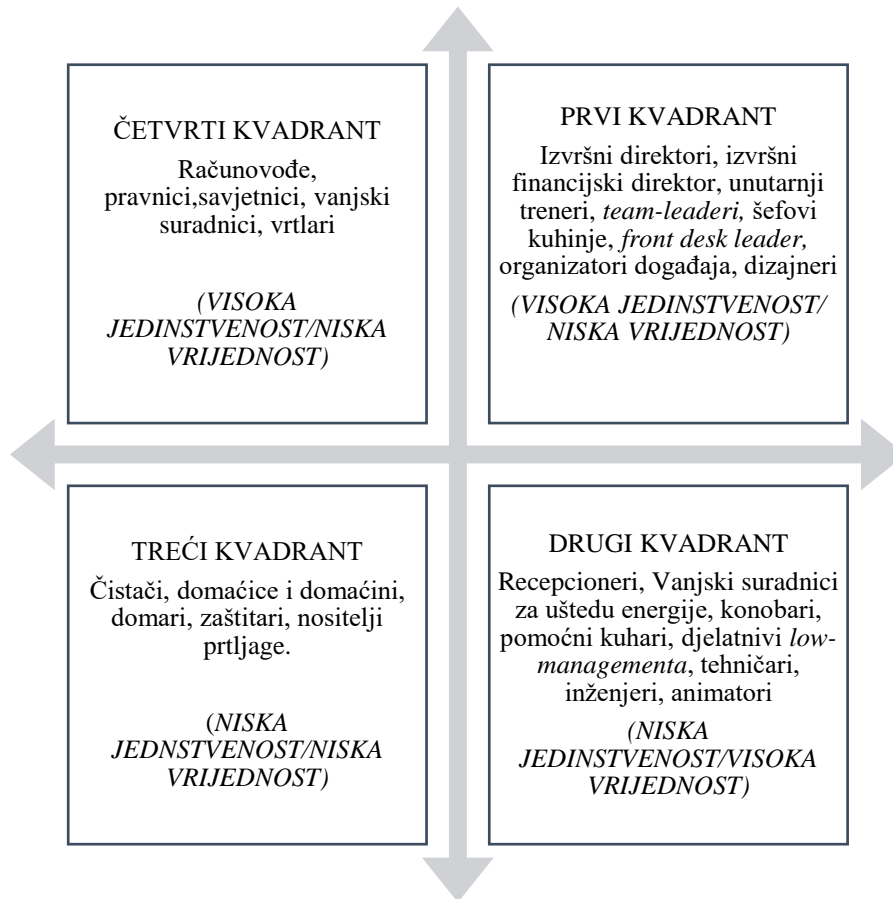 ČETVRTI KVADRANT
Računovođe,
pravnici,savjetnici, vanjski
suradnici, vrtlari
(VISOKA
JEDINSTVENOST/NISKA
VRIJEDNOST)
PRVI KVADRANT
Izvršni direktori, izvršni
financijski direktor, unutarnji
treneri, team-leaderi, šefovi
kuhinje, front desk leader,
organizatori događaja, dizajneri
(VISOKA JEDINSTVENOST/
NISKA VRIJEDNOST)
TREĆI KVADRANT
Čistači, domaćice i domaćini,
domari, zaštitari, nositelji
prtljage.
(NISKA
JEDNSTVENOST/NISKA
VRIJEDNOST)
DRUGI KVADRANT
Recepcioneri, Vanjski suradnici
za uštedu energije, konobari,
pomoćni kuhari, djelatnivi low-
managementa, tehničari,
inženjeri, animatori
(NISKA
JEDINSTVENOST/VISOKA
VRIJEDNOST)